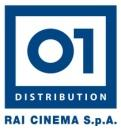 01
DISTRIBUTION
RAI CINEMA S.p.A.